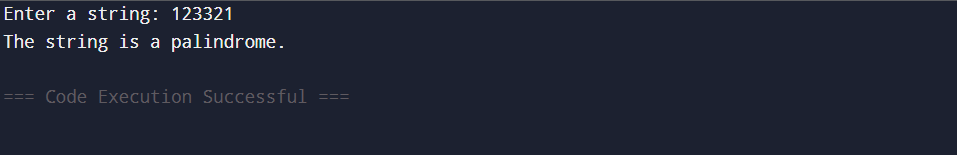 Enter a string: 123321
The string is a palindrome.
=== Code Execution Successful ===